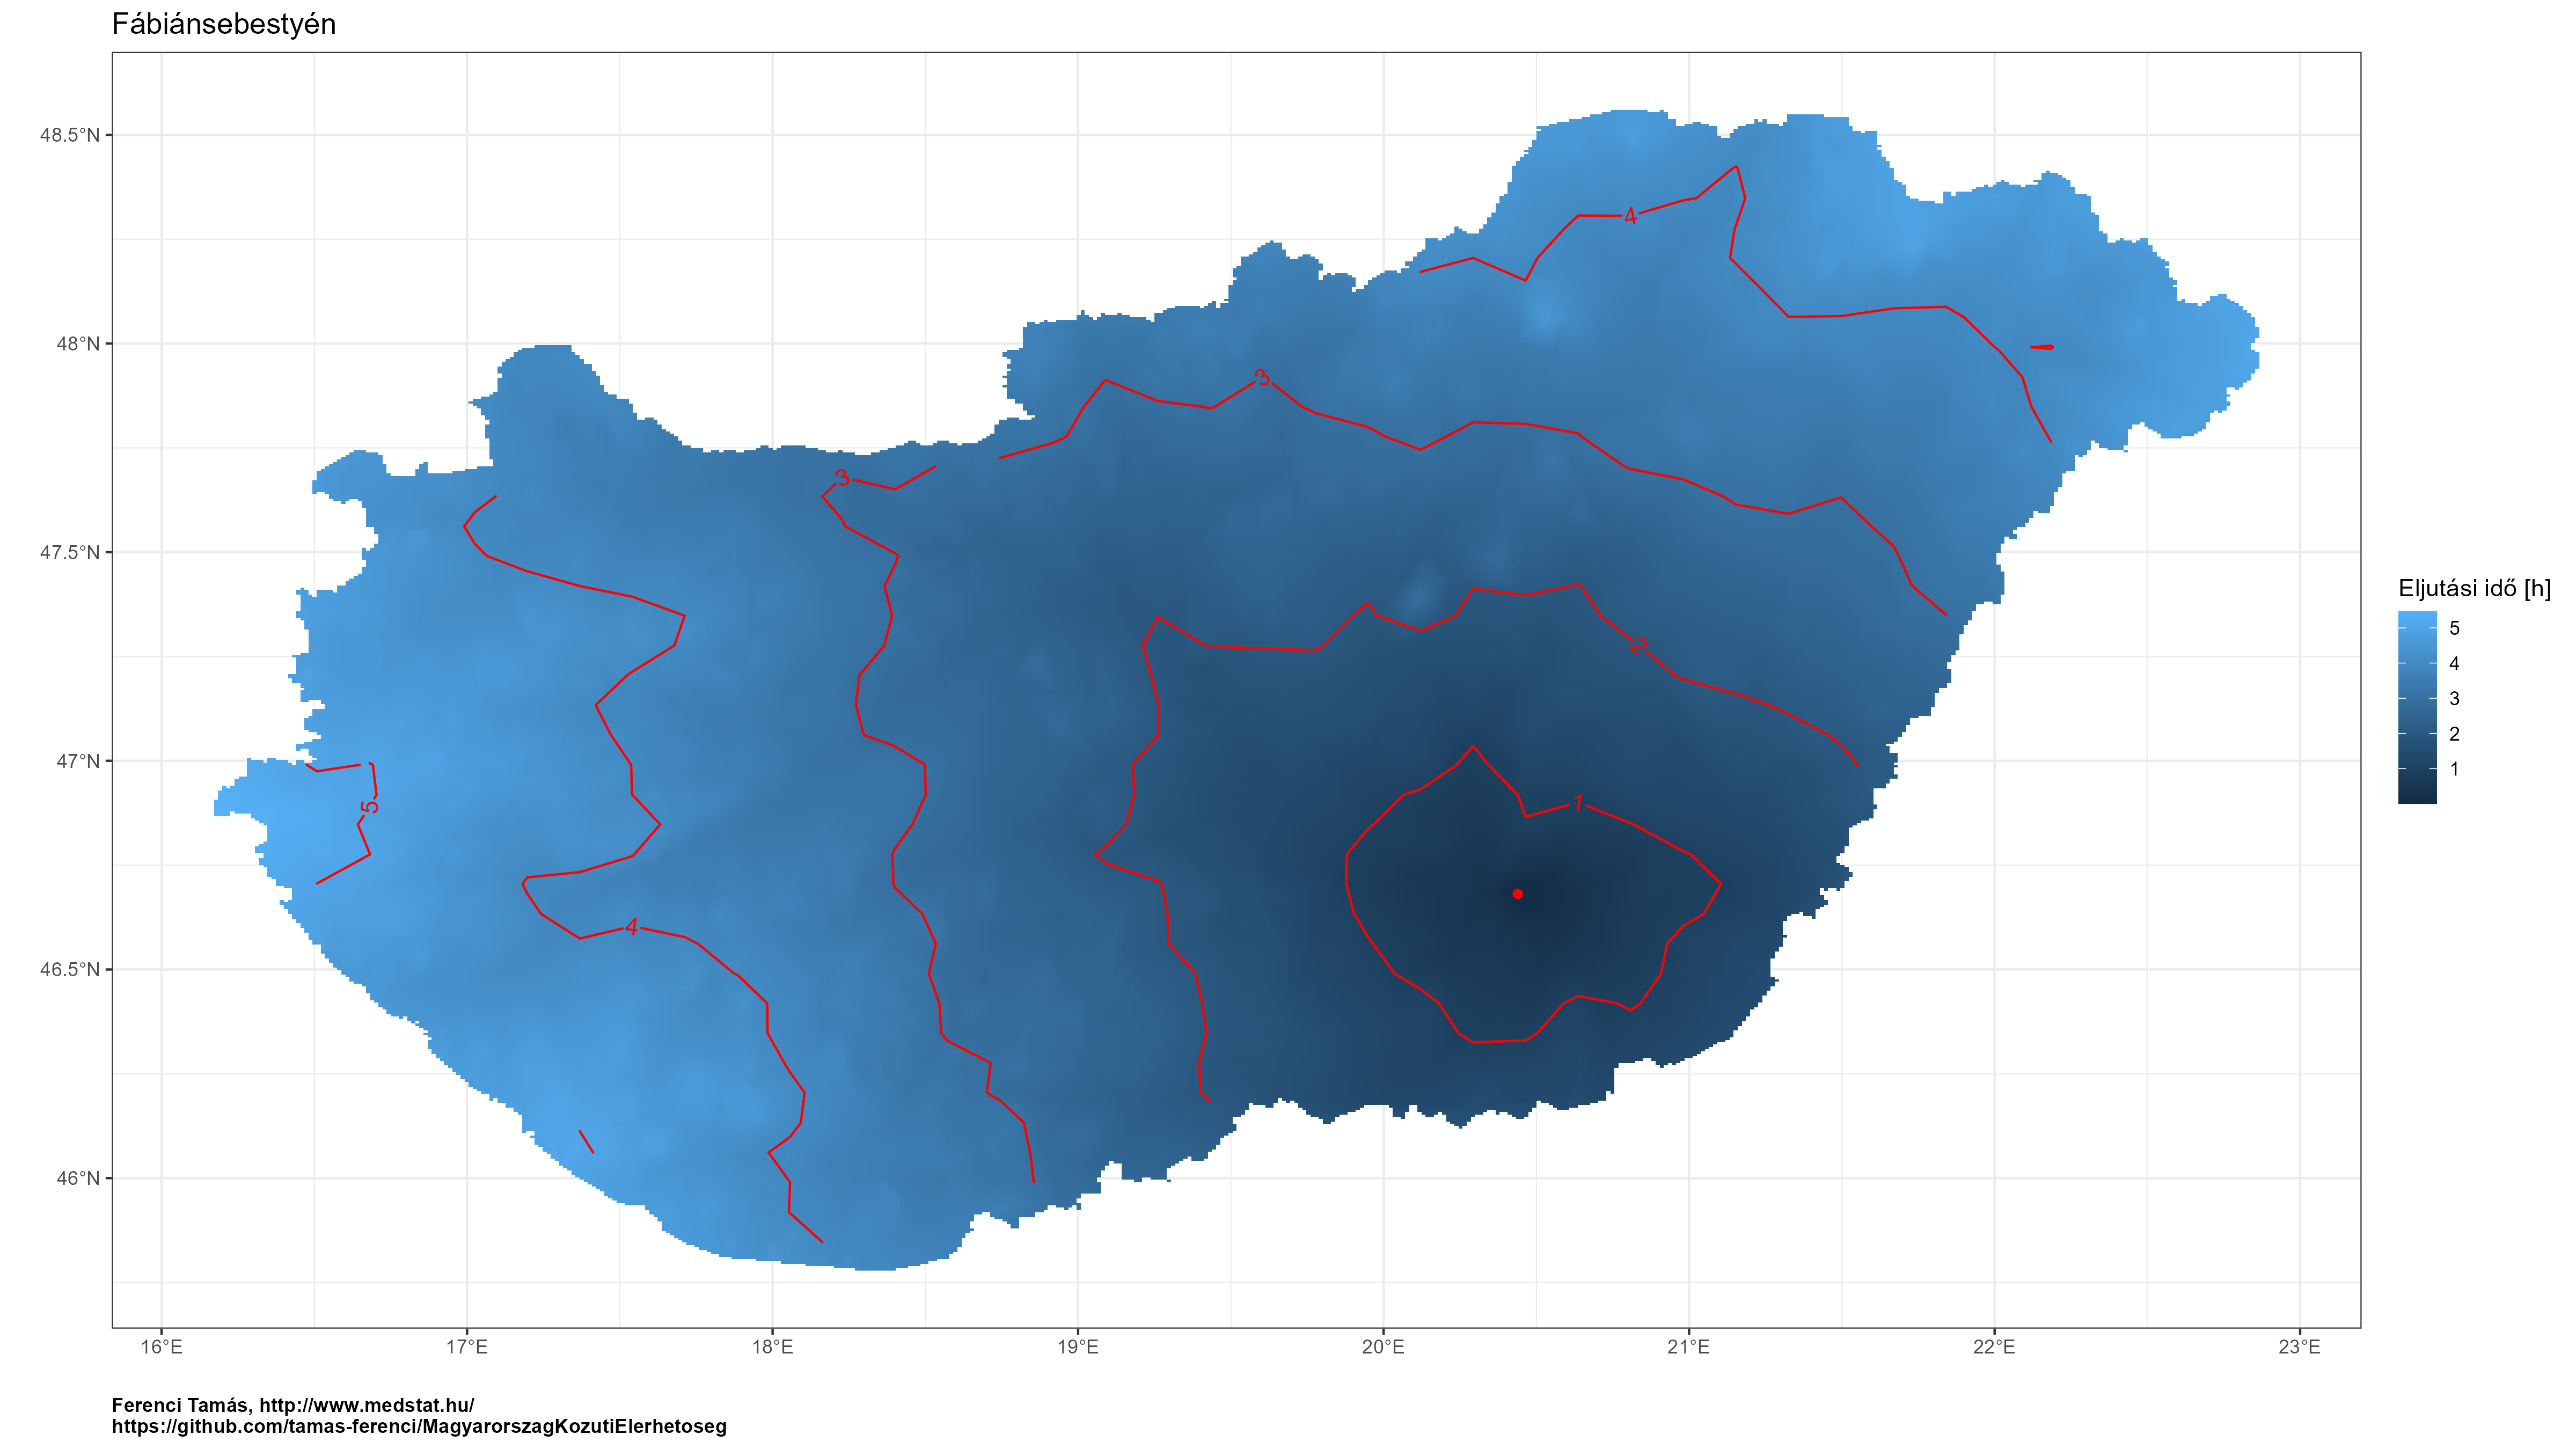 Fábiánsebestyén
48.5°N
48°N
47.5°N
47°N
46.5°N
46°N
16°E
17°E
18°E
19°E
20°E
21°E
22°E
23°E
4
3
3
2
1
5
4
Eljutási idő [h]
5
4
3
2
1
Ferenci Tamás, http://www.medstat.hu/
https://github.com/tamas-ferenci/MagyarorszagKozutiElerhetoseg